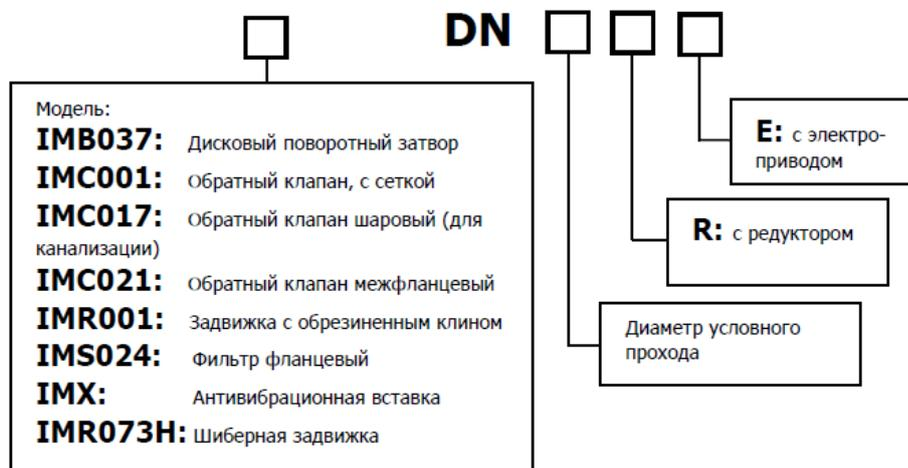 DN
Модель:
IMB037: Дисковый поворотный затвор
IMC001: Обратный клапан, с сеткой
IMC017: Обратный клапан шаровый (для
канализации)
IMC021: Обратный клапан межфланцевый
IMR001: Задвижка с обрезиненным клином
IMS024: Фильтр фланцевый
IMX: Антивибрационная вставка
IMR073H: Шиберная задвижка
E: с электро-
приводом
R: с редуктором
Диаметр условного
прохода